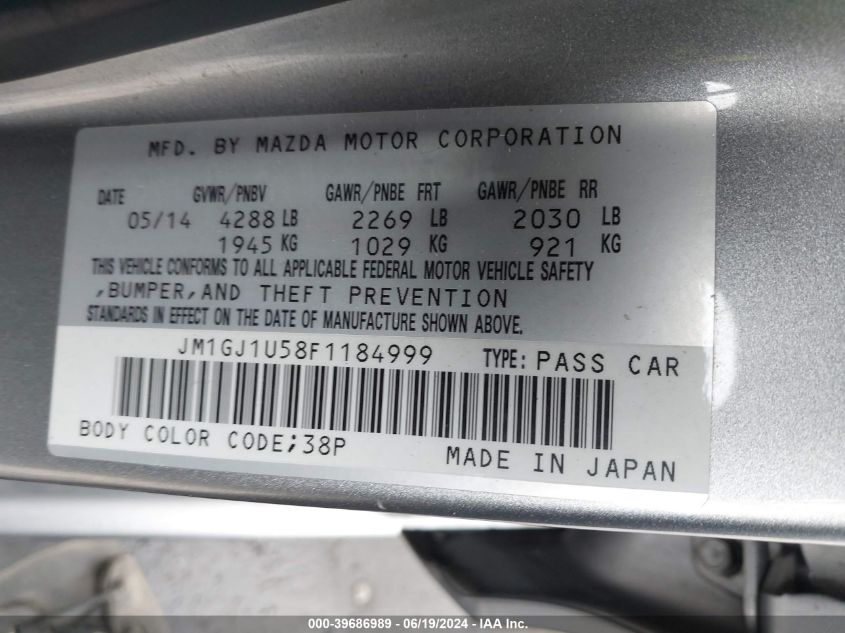 MFD. BY MAZDA MOTOR CORPORATION
DATE GVWR/PNBV GAWR/PNBE FRT GAWR/PNBE RR
05/14 4288 LB 2269 LB 2030 LB
1945 KG 1029 KG 921 KG
THIS VEHICLE CONFORMS TO ALL APPLICABLE FEDERAL MOTOR VEHICLE SAFETY
,BUMPER,AND THEFT PREVENTION
STANDARDS IN EFFECT ON THE DATE OF MANUFACTURE SHOWN ABOVE.
JM1GJ1U58F1184999 TYPE: PASS CAR
BODY COLOR CODE;38P
MADE IN JAPAN
000-39686989 - 06/19/2024 - IAA Inc.